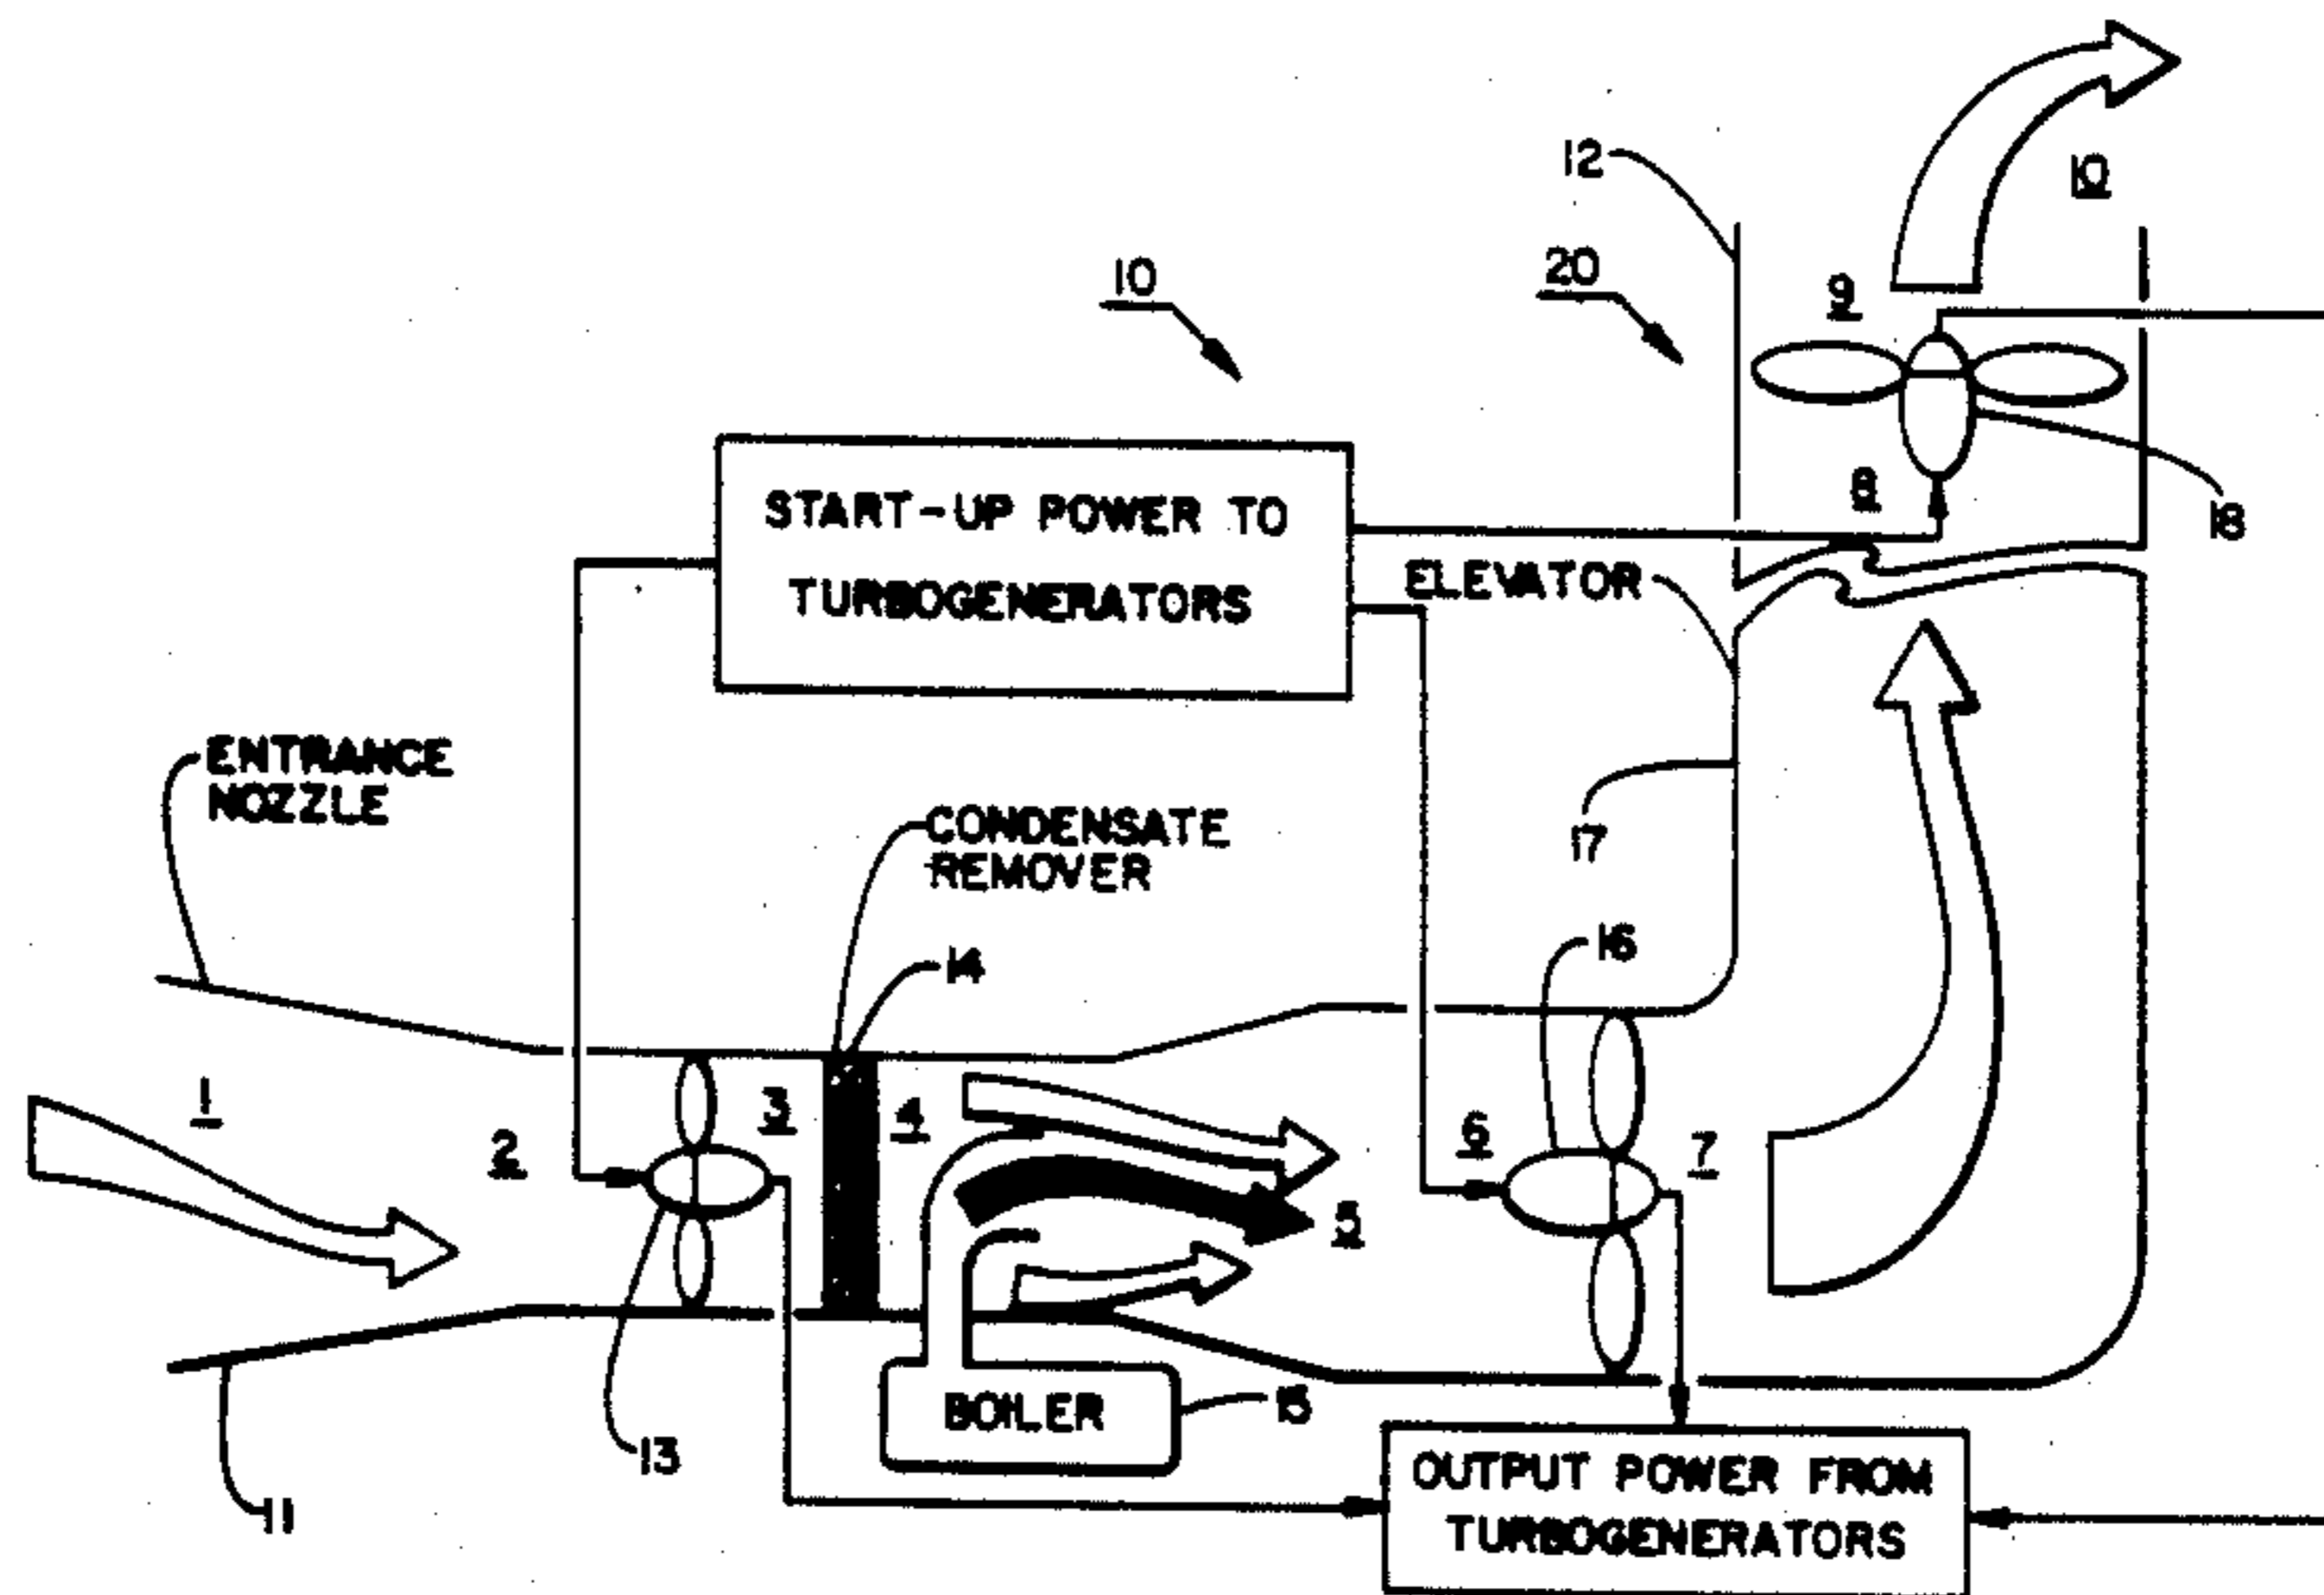 10
12
20
10
9
8
18
START-UP POWER TO
TURBOGENERATORS
ELEVATOR
ENTRANCE
NOZZLE
CONDENSATE
REMOVER
17
14
16
1
2
3
4
5
6
7
BOILER
15
13
11
OUTPUT POWER FROM
TURBOGENERATORS